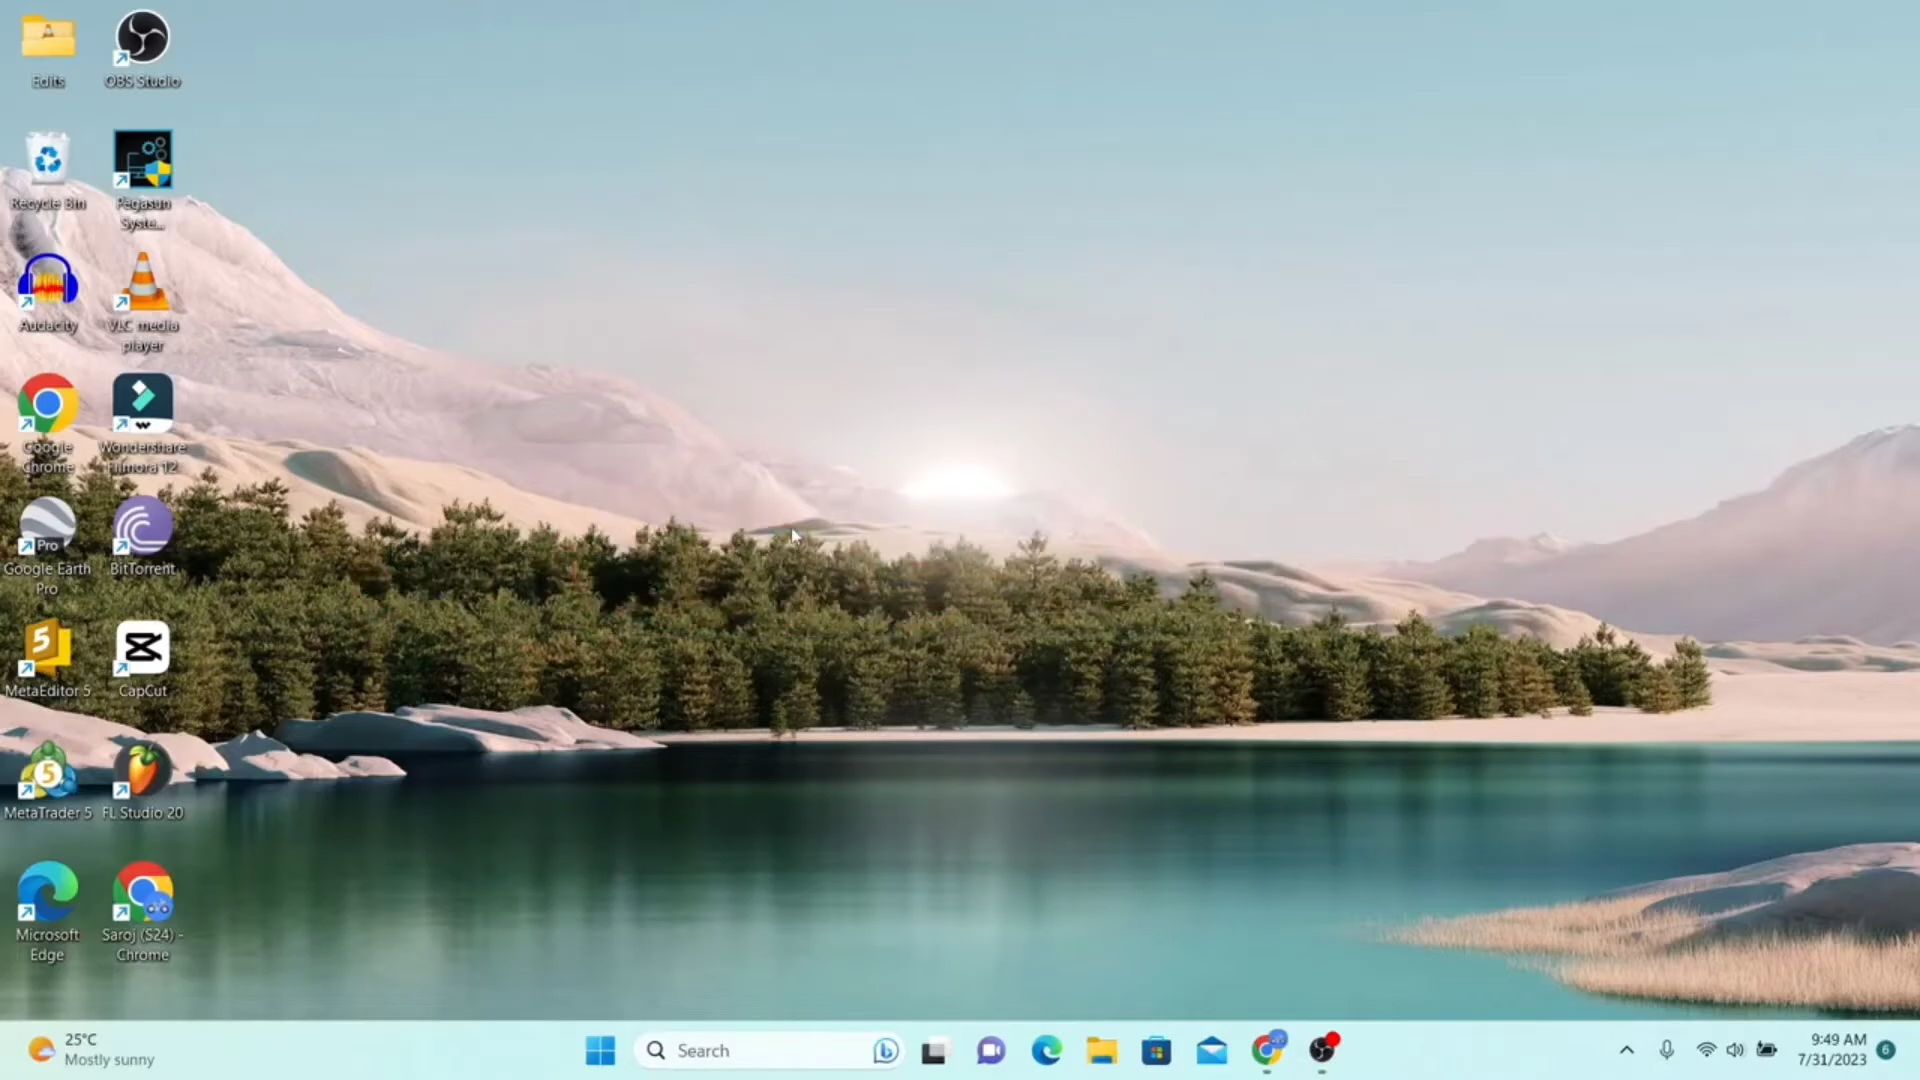 Edits
OBS Studio
Recycle Bin
Pegasun
Syste...
Audacity
VLC media
player
Google
Chrome
Wondershare
Filmora 12
Pro
Google Earth
Pro
BitTorrent
5
MetaEditor 5
CapCut
5
MetaTrader 5
FL Studio 20
Microsoft
Edge
Saroj (S24) -
Chrome
25°C
Mostly sunny
Search
9:49 AM
7/31/2023
6